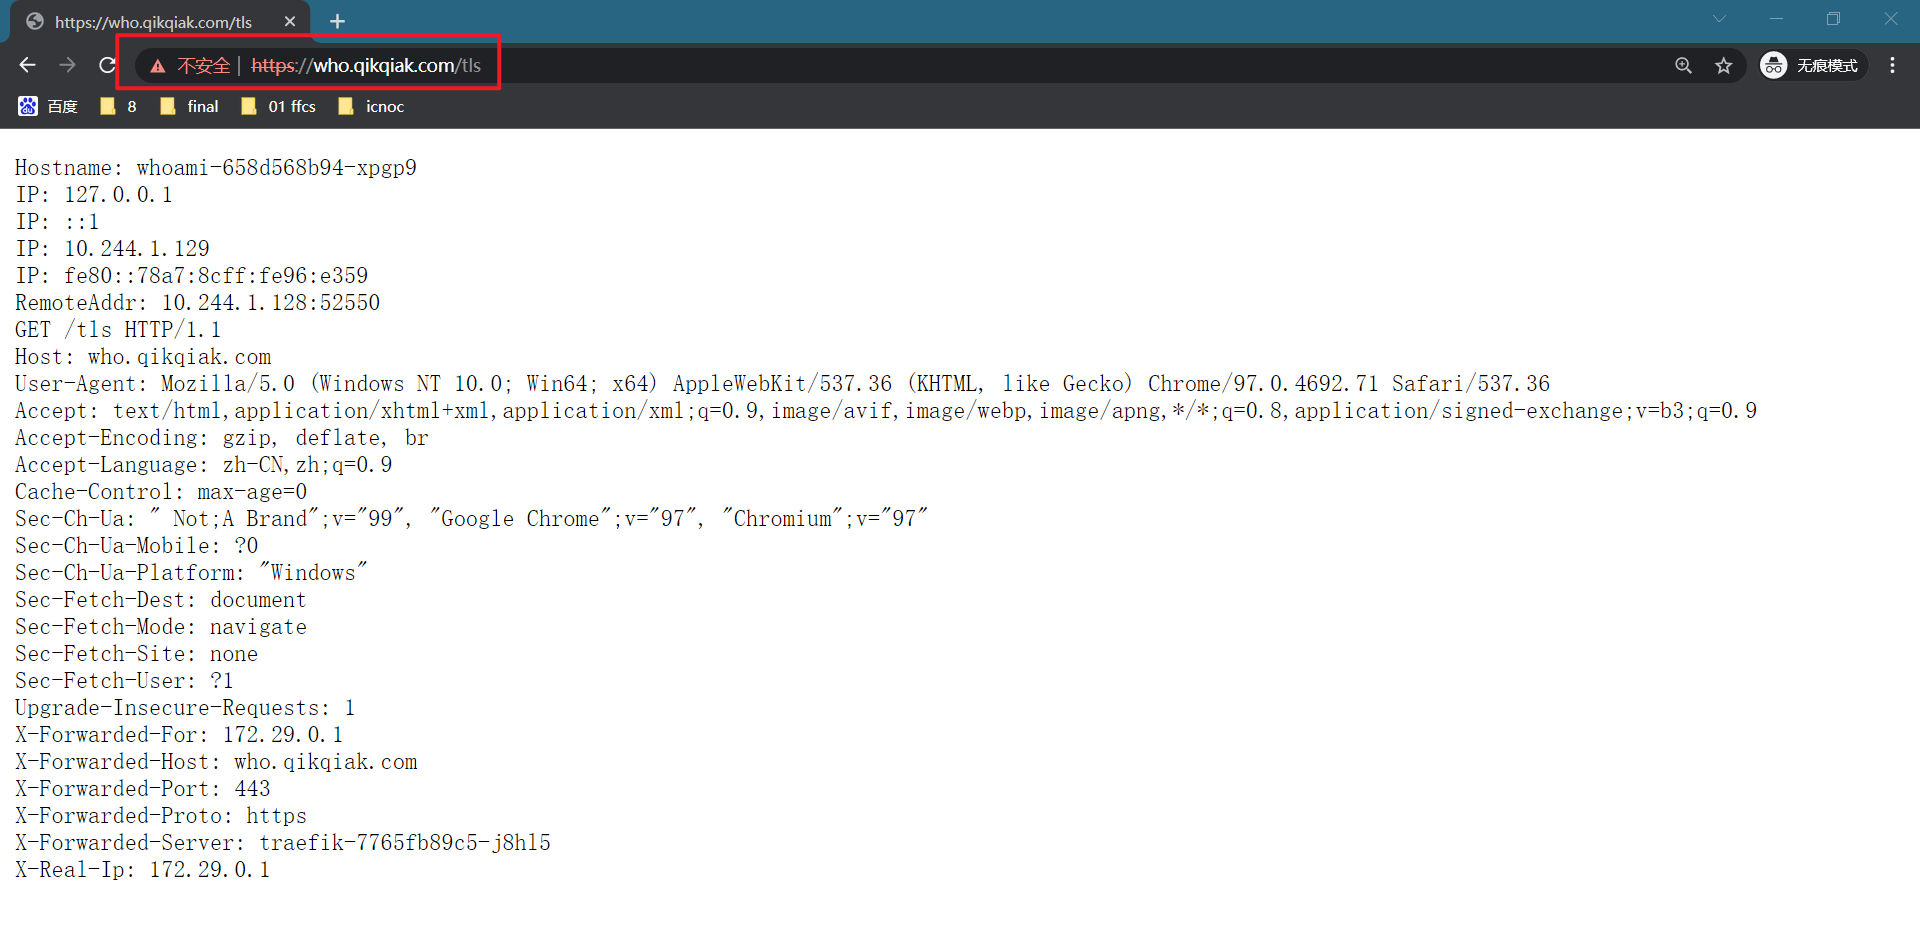 https://who.qikqiak.com/tls
不安全 | https://who.qikqiak.com/tls
无痕模式
百度 8 final 01 ffcs icnoc
Hostname: whoami-658d568b94-xpgp9
IP: 127.0.0.1
IP: ::1
IP: 10.244.1.129
IP: fe80::78a7:8cff:fe96:e359
RemoteAddr: 10.244.1.128:52550
GET /tls HTTP/1.1
Host: who.qikqiak.com
User-Agent: Mozilla/5.0 (Windows NT 10.0; Win64; x64) AppleWebKit/537.36 (KHTML, like Gecko) Chrome/97.0.4692.71 Safari/537.36
Accept: text/html,application/xhtml+xml,application/xml;q=0.9,image/avif,image/webp,image/apng,*/*;q=0.8,application/signed-exchange;v=b3;q=0.9
Accept-Encoding: gzip, deflate, br
Accept-Language: zh-CN,zh;q=0.9
Cache-Control: max-age=0
Sec-Ch-Ua: " Not;A Brand";v="99", "Google Chrome";v="97", "Chromium";v="97"
Sec-Ch-Ua-Mobile: ?0
Sec-Ch-Ua-Platform: "Windows"
Sec-Fetch-Dest: document
Sec-Fetch-Mode: navigate
Sec-Fetch-Site: none
Sec-Fetch-User: ?1
Upgrade-Insecure-Requests: 1
X-Forwarded-For: 172.29.0.1
X-Forwarded-Host: who.qikqiak.com
X-Forwarded-Port: 443
X-Forwarded-Proto: https
X-Forwarded-Server: traefik-7765fb89c5-j8hl5
X-Real-Ip: 172.29.0.1